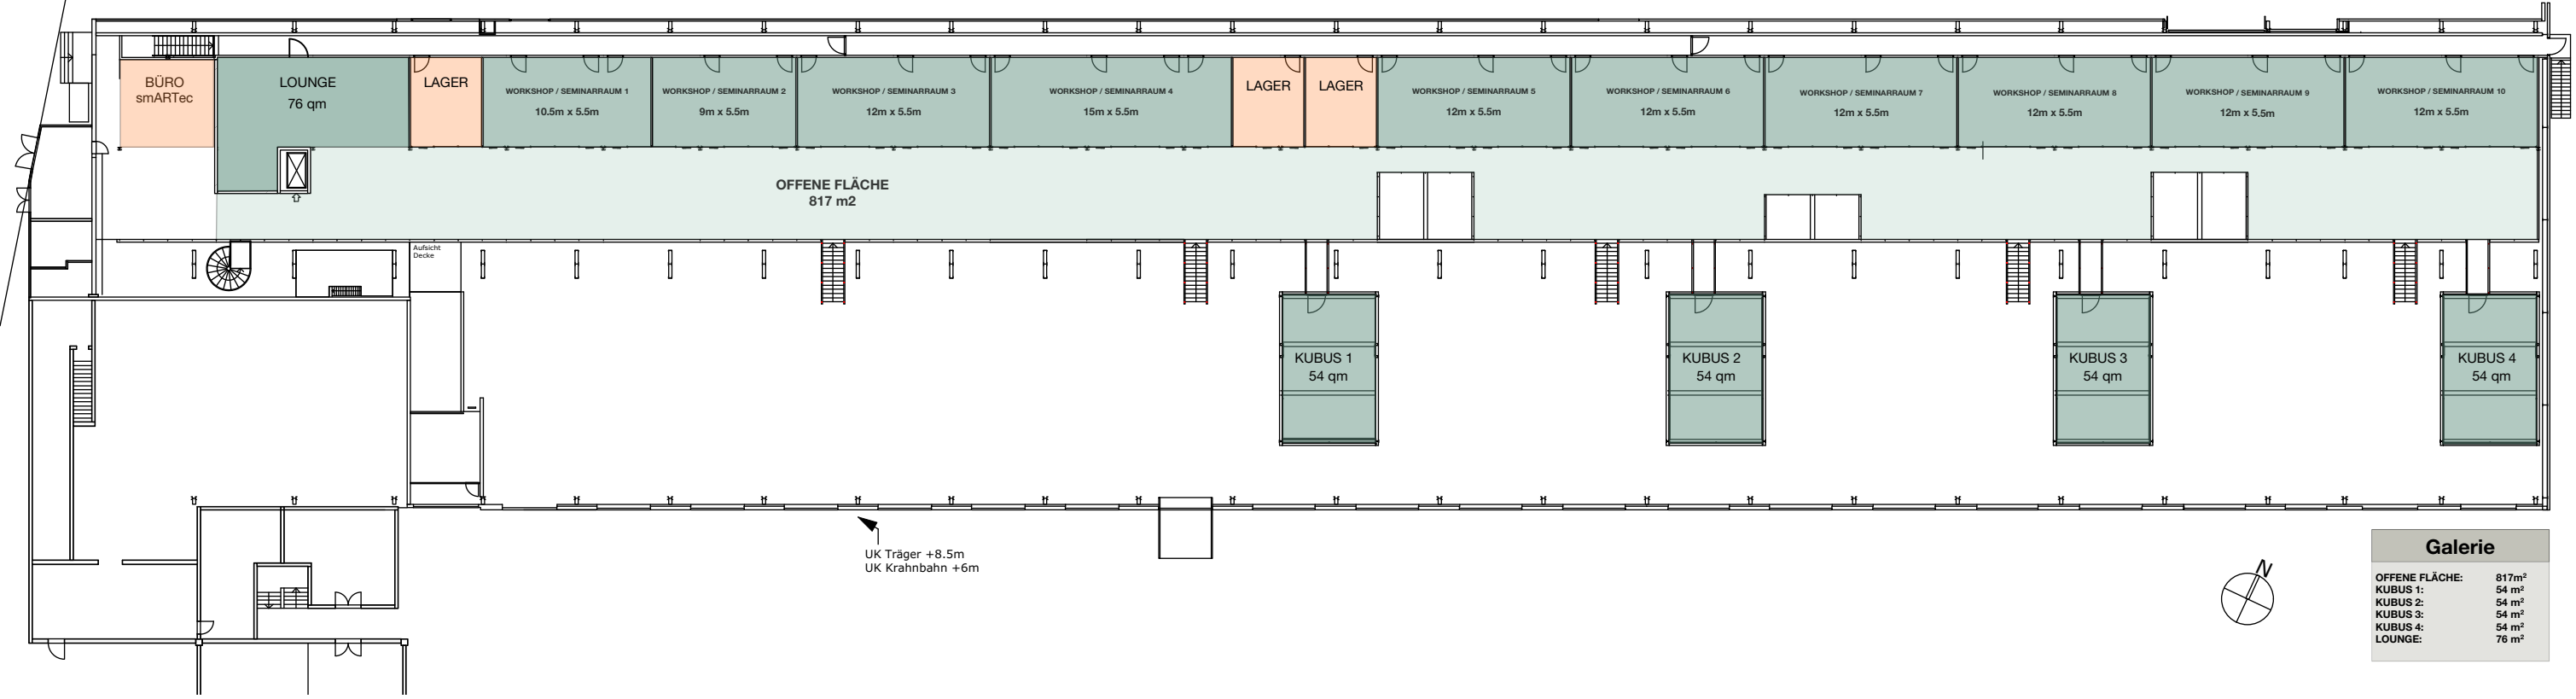 BÜRO
smARTec
LOUNGE
76 qm
LAGER
WORKSHOP / SEMINARRAUM 1
10.5m x 5.5m
WORKSHOP / SEMINARRAUM 2
9m x 5.5m
WORKSHOP / SEMINARRAUM 3
12m x 5.5m
WORKSHOP / SEMINARRAUM 4
15m x 5.5m
LAGER
LAGER
WORKSHOP / SEMINARRAUM 5
12m x 5.5m
WORKSHOP / SEMINARRAUM 6
12m x 5.5m
WORKSHOP / SEMINARRAUM 7
12m x 5.5m
WORKSHOP / SEMINARRAUM 8
12m x 5.5m
WORKSHOP / SEMINARRAUM 9
12m x 5.5m
WORKSHOP / SEMINARRAUM 10
12m x 5.5m
OFFENE FLÄCHE
817 m2
Aufsicht
Decke
KUBUS 1
54 qm
KUBUS 2
54 qm
KUBUS 3
54 qm
KUBUS 4
54 qm
UK Träger +8.5m
UK Krahnbahn +6m
N
Galerie
OFFENE FLÄCHE: 817m²
KUBUS 1: 54 m²
KUBUS 2: 54 m²
KUBUS 3: 54 m²
KUBUS 4: 54 m²
LOUNGE: 76 m²